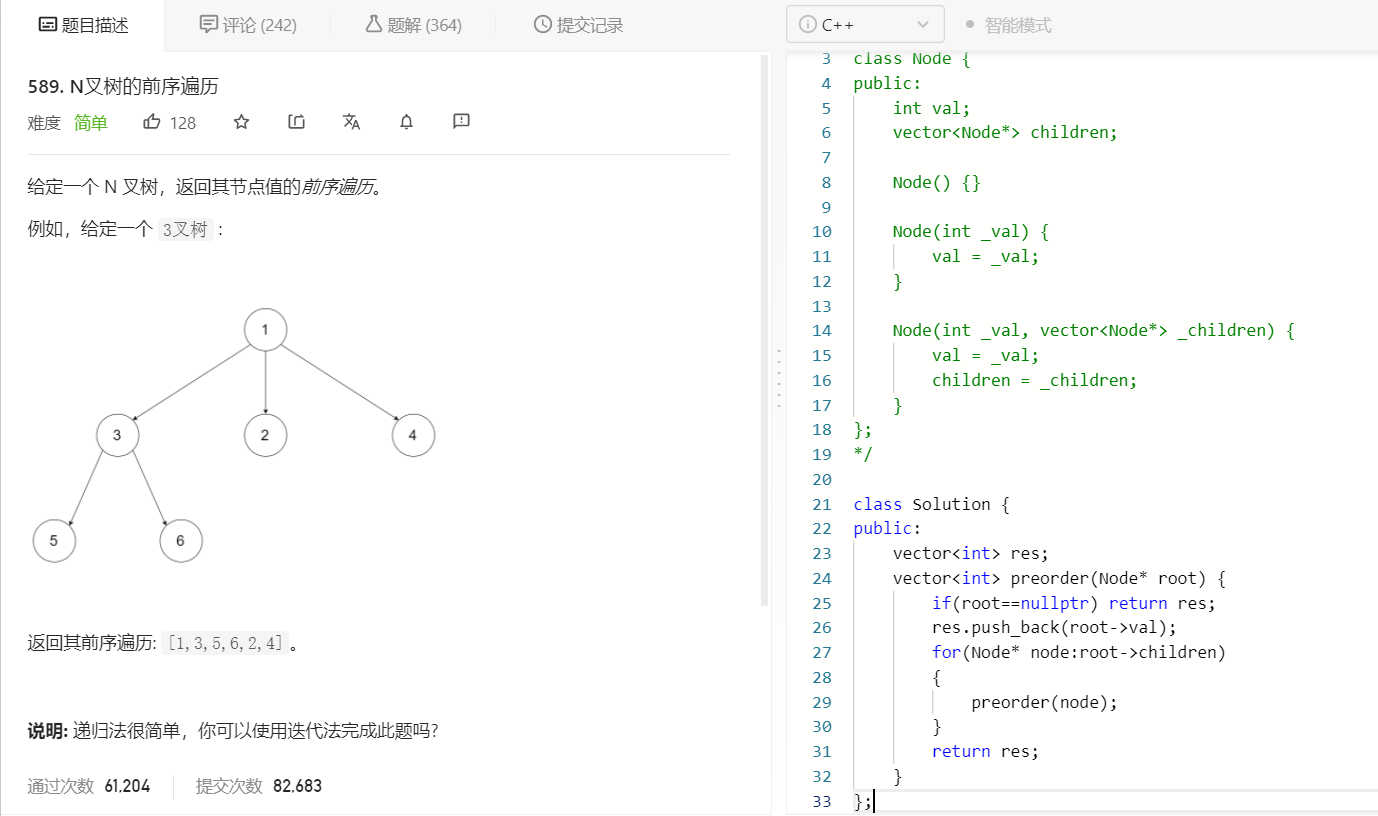 题目描述
评论 (242)
题解 (364)
提交记录
589. N叉树的前序遍历
难度 简单 128
给定一个 N 叉树，返回其节点值的前序遍历。
例如，给定一个 3叉树 :
1
3 2 4
5 6
返回其前序遍历: [1,3,5,6,2,4]。
说明: 递归法很简单，你可以使用迭代法完成此题吗?
通过次数 61,204 提交次数 82,683
C++
智能模式
3 class Node {
4 public:
5     int val;
6     vector<Node*> children;
7
8     Node() {}
9
10     Node(int _val) {
11         val = _val;
12     }
13
14     Node(int _val, vector<Node*> _children) {
15         val = _val;
16         children = _children;
17     }
18 };
19 */
20
21 class Solution {
22 public:
23     vector<int> res;
24     vector<int> preorder(Node* root) {
25         if(root==nullptr) return res;
26         res.push_back(root->val);
27         for(Node* node:root->children)
28         {
29             preorder(node);
30         }
31         return res;
32     }
33 };